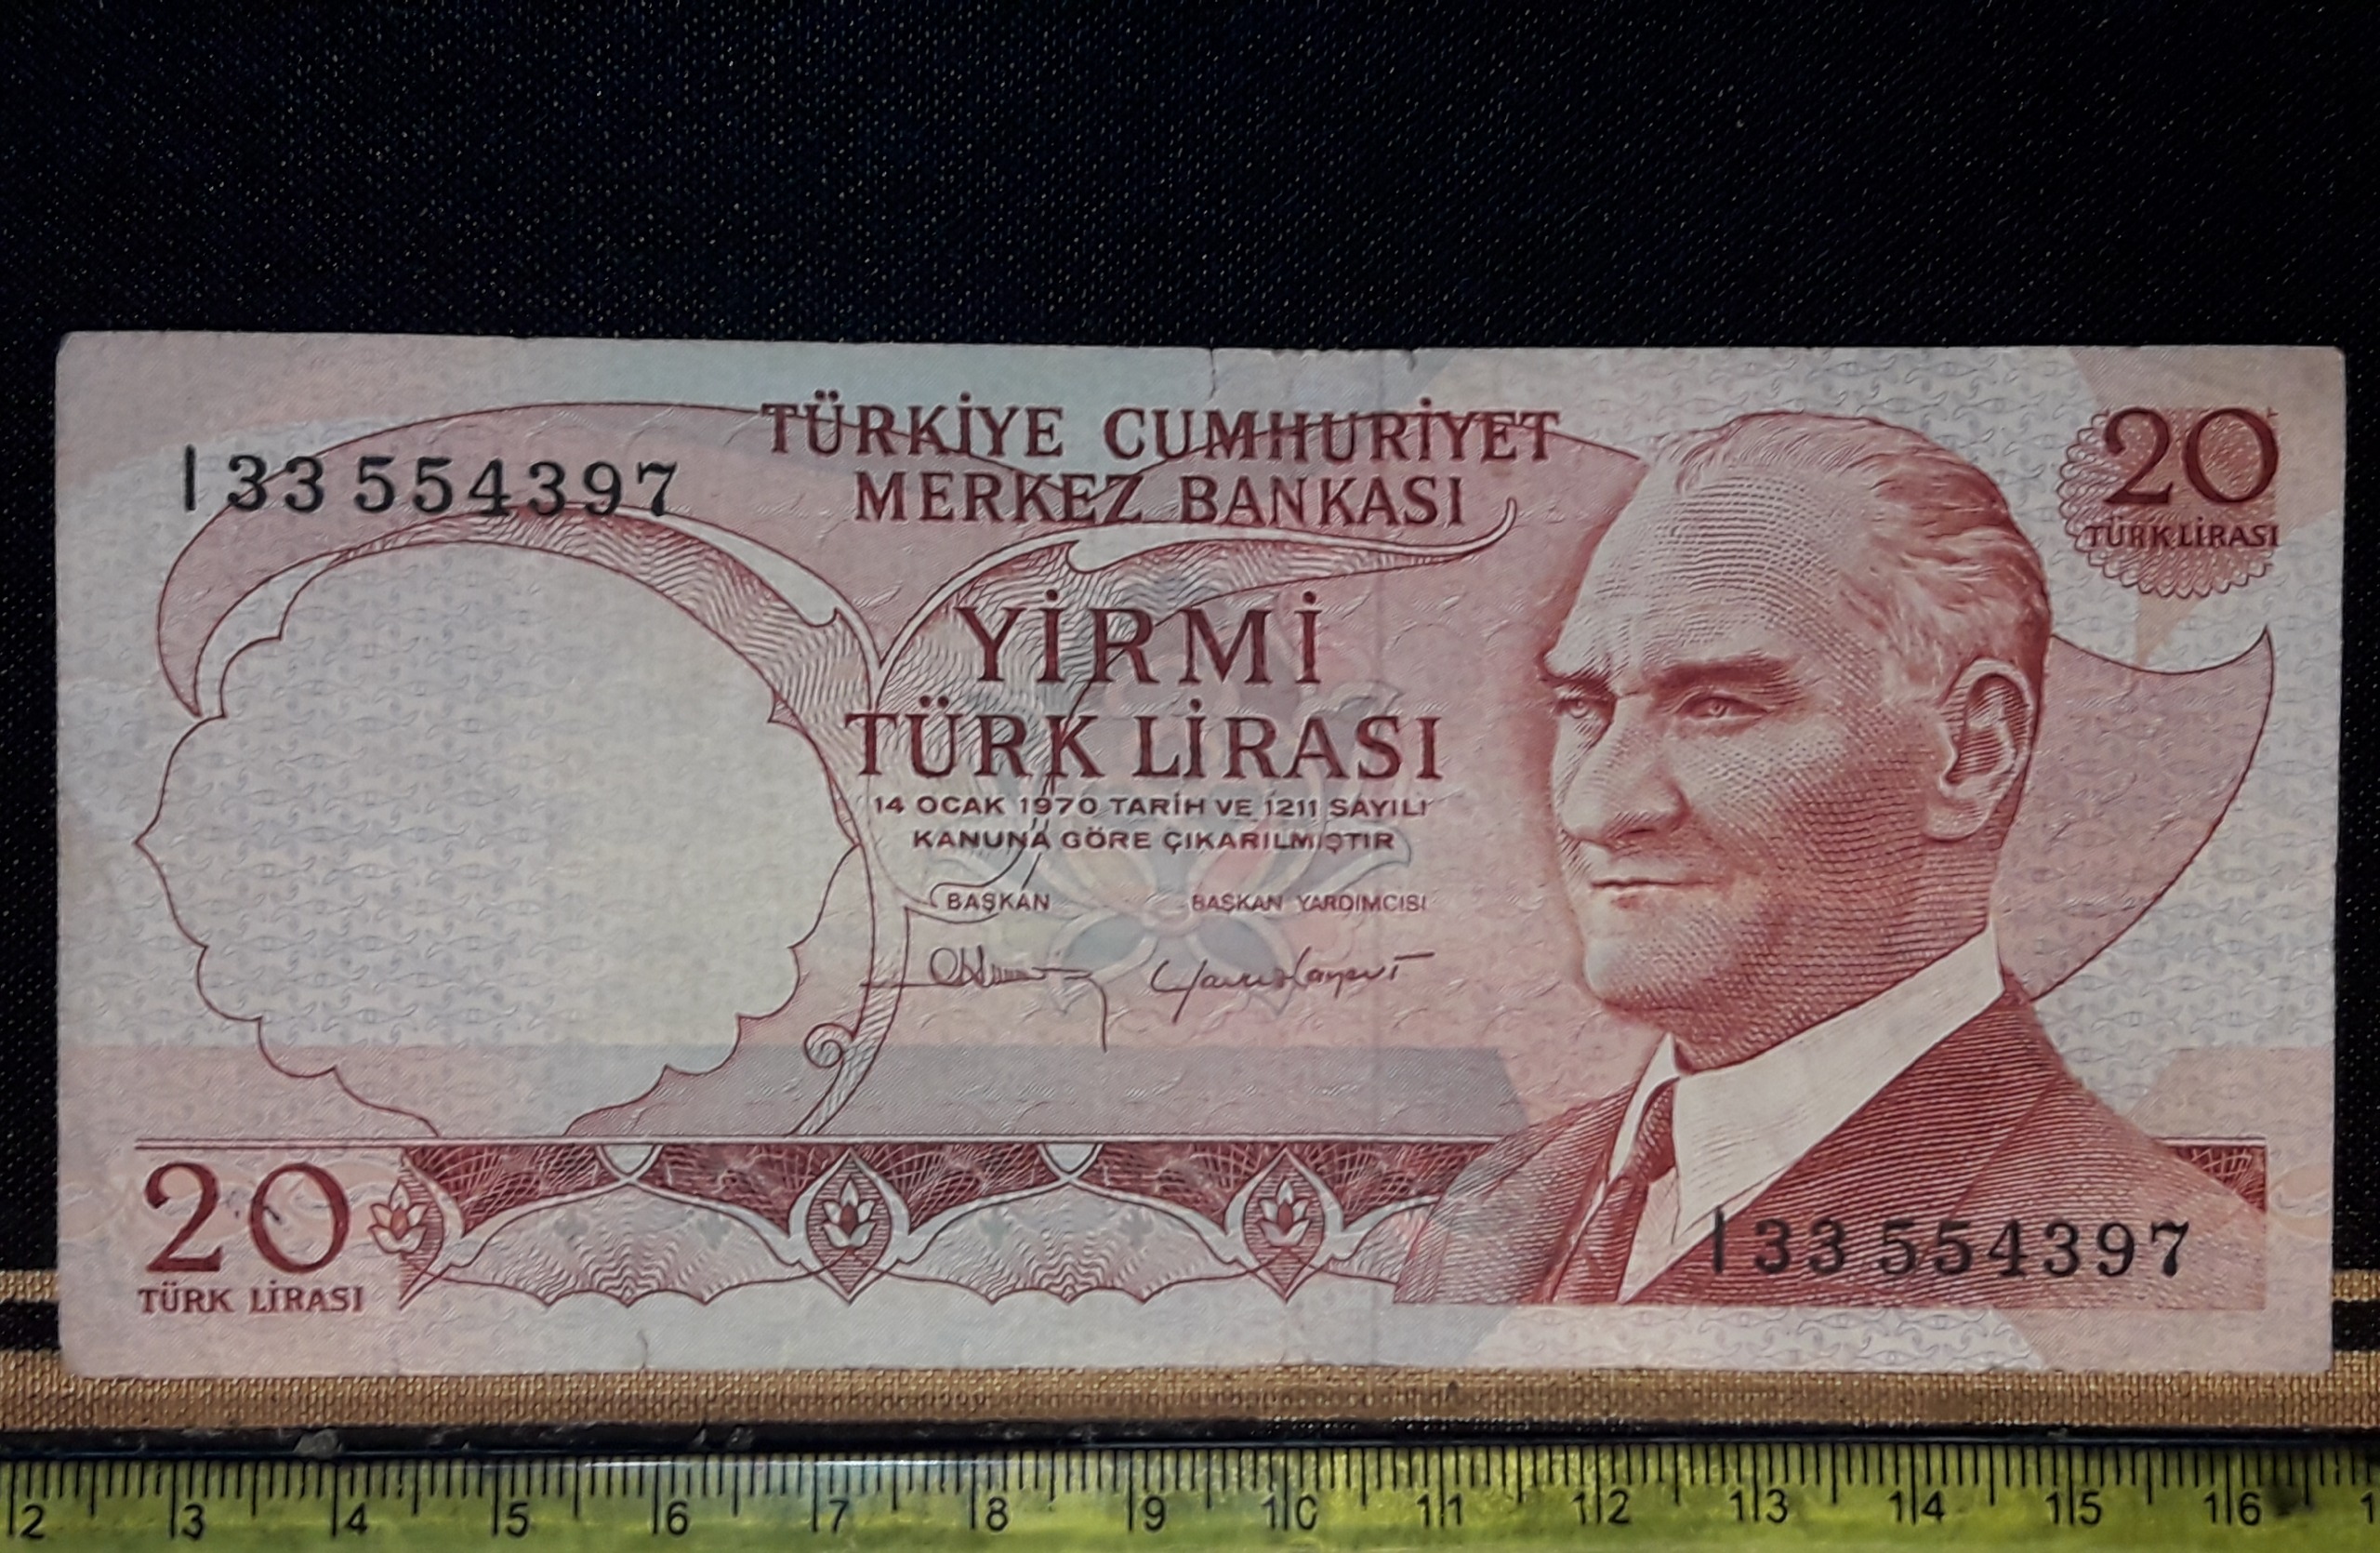 TÜRKİYE CUMHURİYET
MERKEZ BANKASI
I33 554397
20
TÜRK LİRASI
YİRMİ
TÜRK LİRASI
14 OCAK 1970 TARİH VE 1211 SAYILI
KANUNA GÖRE ÇIKARILMIŞTIR
BAŞKAN BAŞKAN YARDIMCISI
20
TÜRK LİRASI
I33 554397
2 3 4 5 6 7 8 9 10 11 12 13 14 15 16